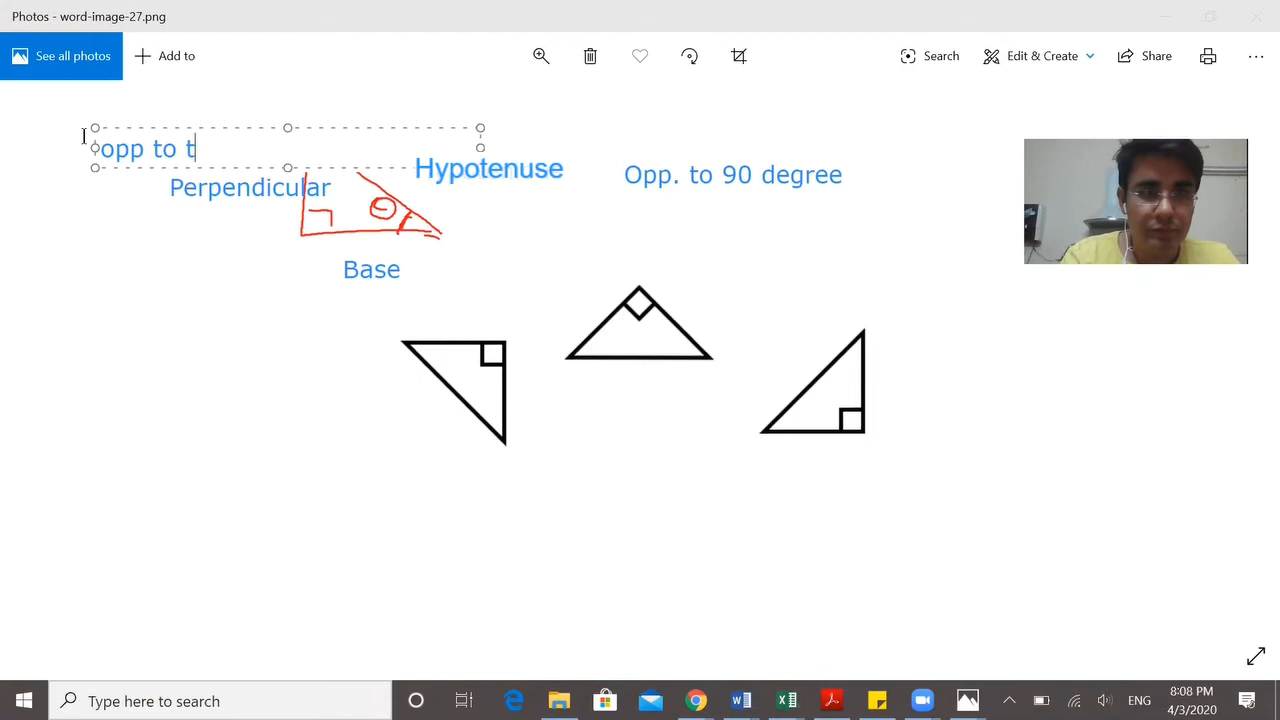 Photos - word-image-27.png
See all photos
Add to
Search
Edit & Create
Share
opp to t
Hypotenuse
Opp. to 90 degree
Perpendicular
Θ
Base
Type here to search
ENG
8:08 PM
4/3/2020